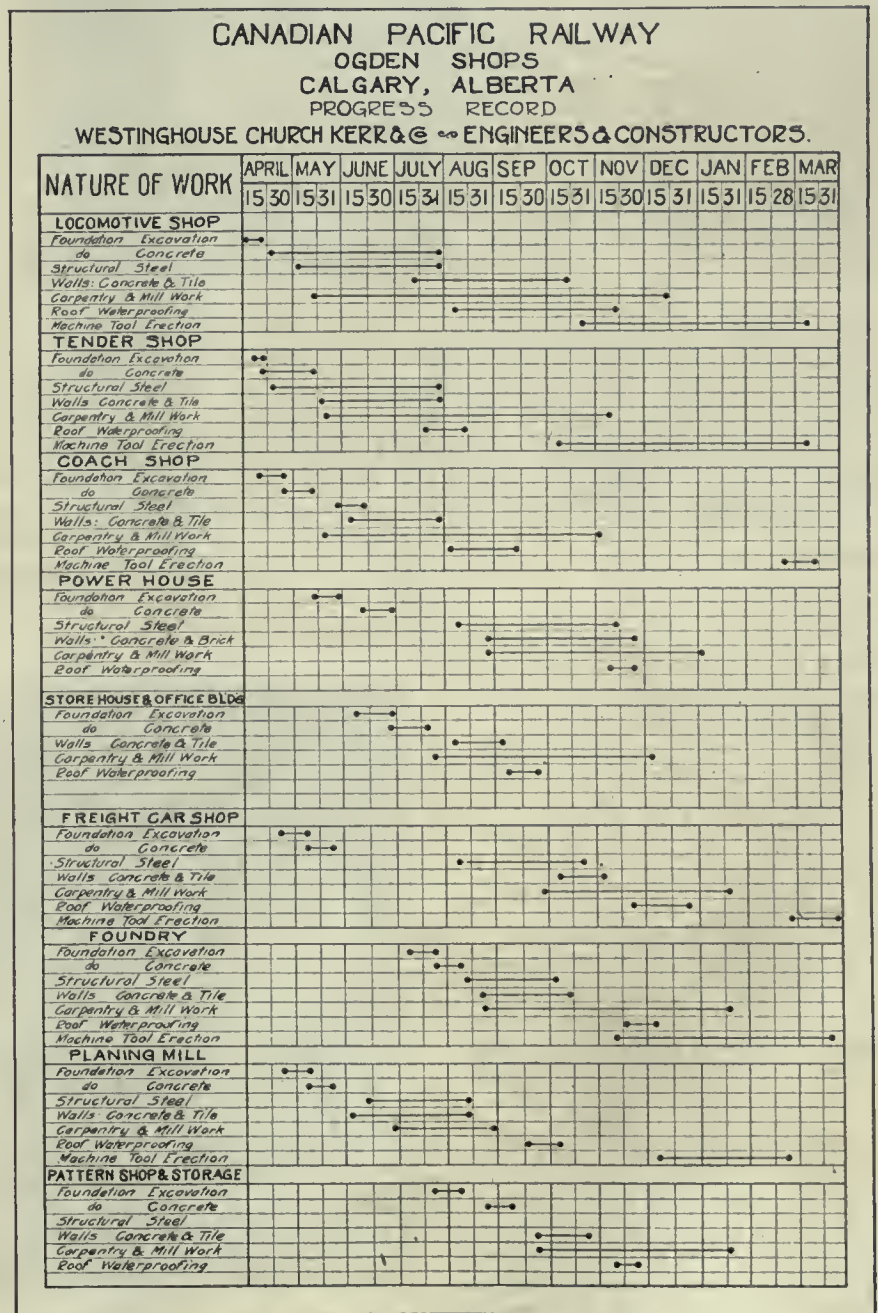 CANADIAN PACIFIC RAILWAY
OGDEN SHOPS
CALGARY, ALBERTA
PROGRESS RECORD
WESTINGHOUSE CHURCH KERR & Co ∾ ENGINEERS & CONSTRUCTORS.
NATURE OF WORK APRIL MAY JUNE JULY AUG SEP OCT NOV DEC JAN FEB MAR
15 30 15 31 15 30 15 31 15 31 15 30 15 31 15 30 15 31 15 31 15 28 15 31
LOCOMOTIVE SHOP
Foundation Excavation
do Concrete
Structural Steel
Walls: Concrete & Tile
Carpentry & Mill Work
Roof Waterproofing
Machine Tool Erection
TENDER SHOP
Foundation Excavation
do Concrete
Structural Steel
Walls Concrete & Tile
Carpentry & Mill Work
Roof Waterproofing
Machine Tool Erection
COACH SHOP
Foundation Excavation
do Concrete
Structural Steel
Walls: Concrete & Tile
Carpentry & Mill Work
Roof Waterproofing
Machine Tool Erection
POWER HOUSE
Foundation Excavation
do Concrete
Structural Steel
Walls: Concrete & Brick
Carpentry & Mill Work
Roof Waterproofing
STORE HOUSE & OFFICE BLDG
Foundation Excavation
do Concrete
Walls Concrete & Tile
Carpentry & Mill Work
Roof Waterproofing
FREIGHT CAR SHOP
Foundation Excavation
do Concrete
Structural Steel
Walls Concrete & Tile
Carpentry & Mill Work
Roof Waterproofing
Machine Tool Erection
FOUNDRY
Foundation Excavation
do Concrete
Structural Steel
Walls Concrete & Tile
Carpentry & Mill Work
Roof Waterproofing
Machine Tool Erection
PLANING MILL
Foundation Excavation
do Concrete
Structural Steel
Walls Concrete & Tile
Carpentry & Mill Work
Roof Waterproofing
Machine Tool Erection
PATTERN SHOP & STORAGE
Foundation Excavation
do Concrete
Structural Steel
Walls Concrete & Tile
Carpentry & Mill Work
Roof Waterproofing